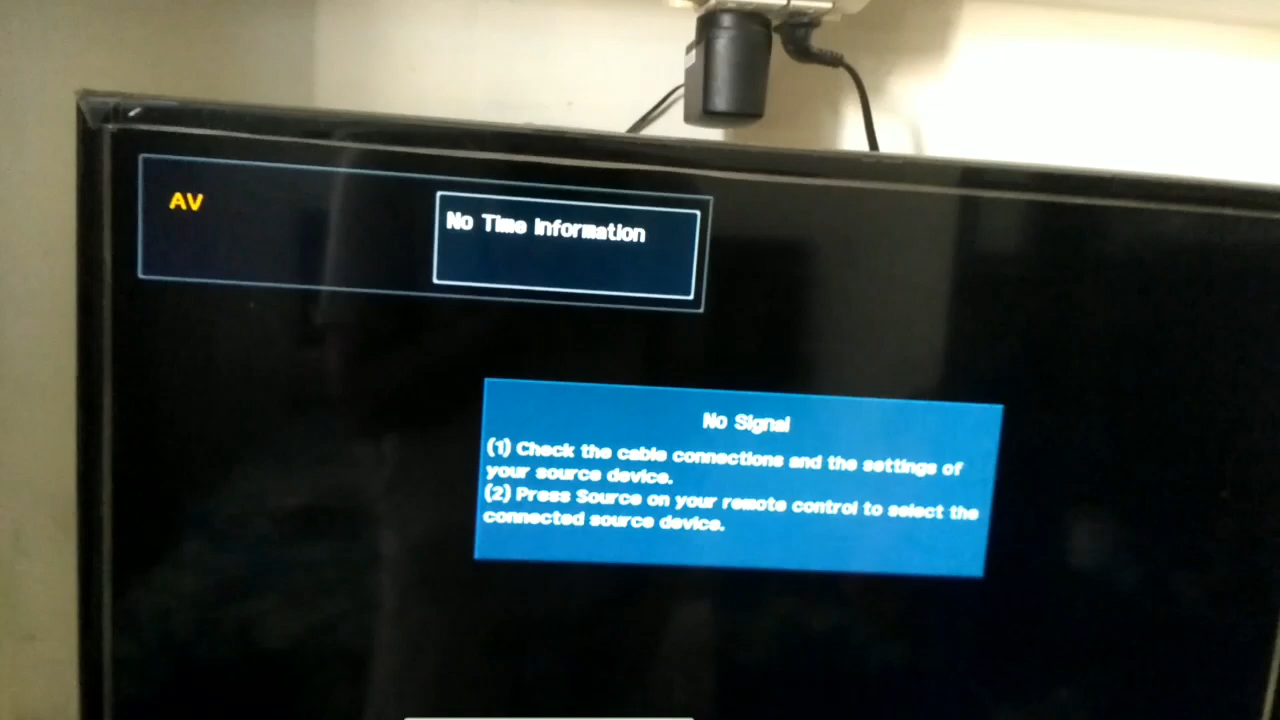 AV
No Time Information
No Signal
(1) Check the cable connections and the settings of
your source device.
(2) Press Source on your remote control to select the
connected source device.